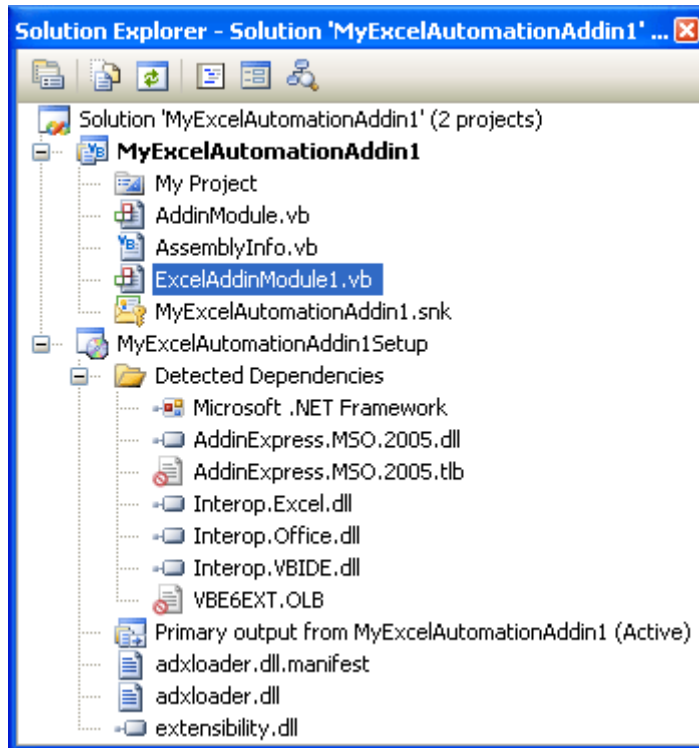 Solution Explorer - Solution 'MyExcelAutomationAddin1' ...
Solution 'MyExcelAutomationAddin1' (2 projects)
MyExcelAutomationAddin1
My Project
AddinModule.vb
AssemblyInfo.vb
ExcelAddinModule1.vb
MyExcelAutomationAddin1.snk
MyExcelAutomationAddin1Setup
Detected Dependencies
Microsoft .NET Framework
AddinExpress.MSO.2005.dll
AddinExpress.MSO.2005.tlb
Interop.Excel.dll
Interop.Office.dll
Interop.VBIDE.dll
VBE6EXT.OLB
Primary output from MyExcelAutomationAddin1 (Active)
adxloader.dll.manifest
adxloader.dll
extensibility.dll